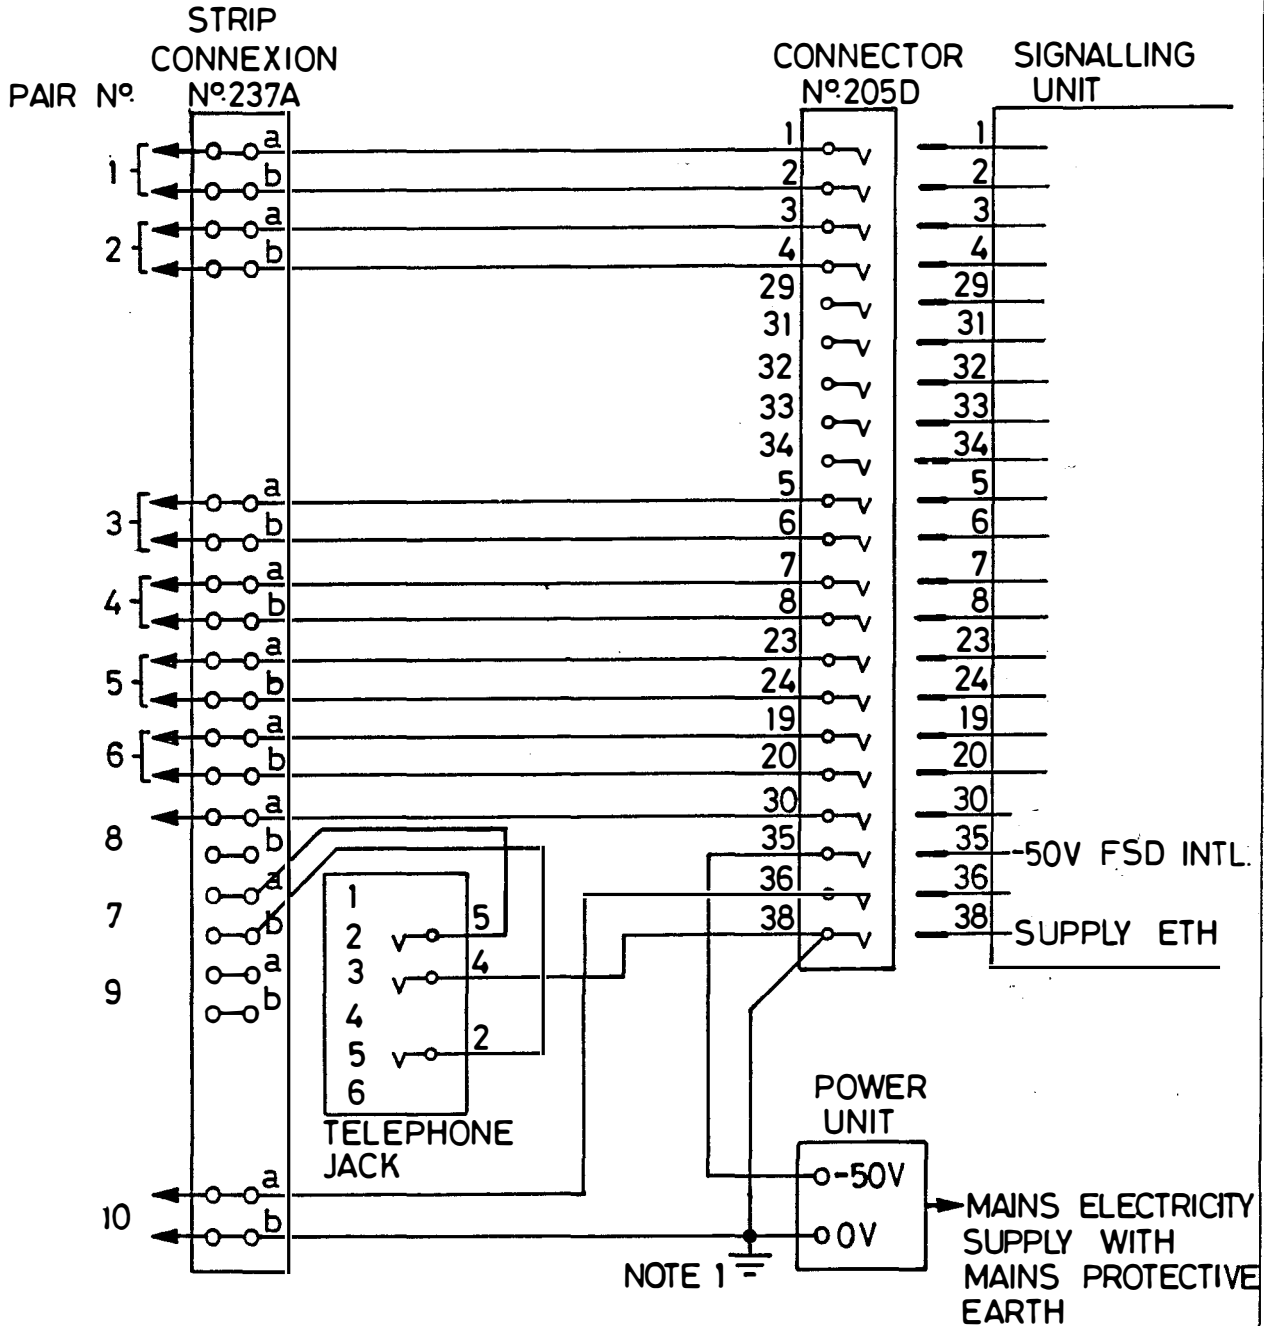 STRIP
CONNEXION
Nº.237A
PAIR Nº.
CONNECTOR
Nº.205D
SIGNALLING
UNIT
1 a 1 1
b 2 2
2 a 3 3
b 4 4
29 29
31 31
32 32
33 33
34 34
3 a 5 5
b 6 6
4 a 7 7
b 8 8
5 a 23 23
b 24 24
6 a 19 19
b 20 20
8 a 30 30
b 35 35 -50V FSD INTL.
7 a 36 36
b 38 38 SUPPLY ETH
9 a
b
1
2 5
3 4
4
5 2
6
TELEPHONE
JACK
POWER
UNIT
10 a -50V
b 0V
NOTE 1
MAINS ELECTRICITY
SUPPLY WITH
MAINS PROTECTIVE
EARTH